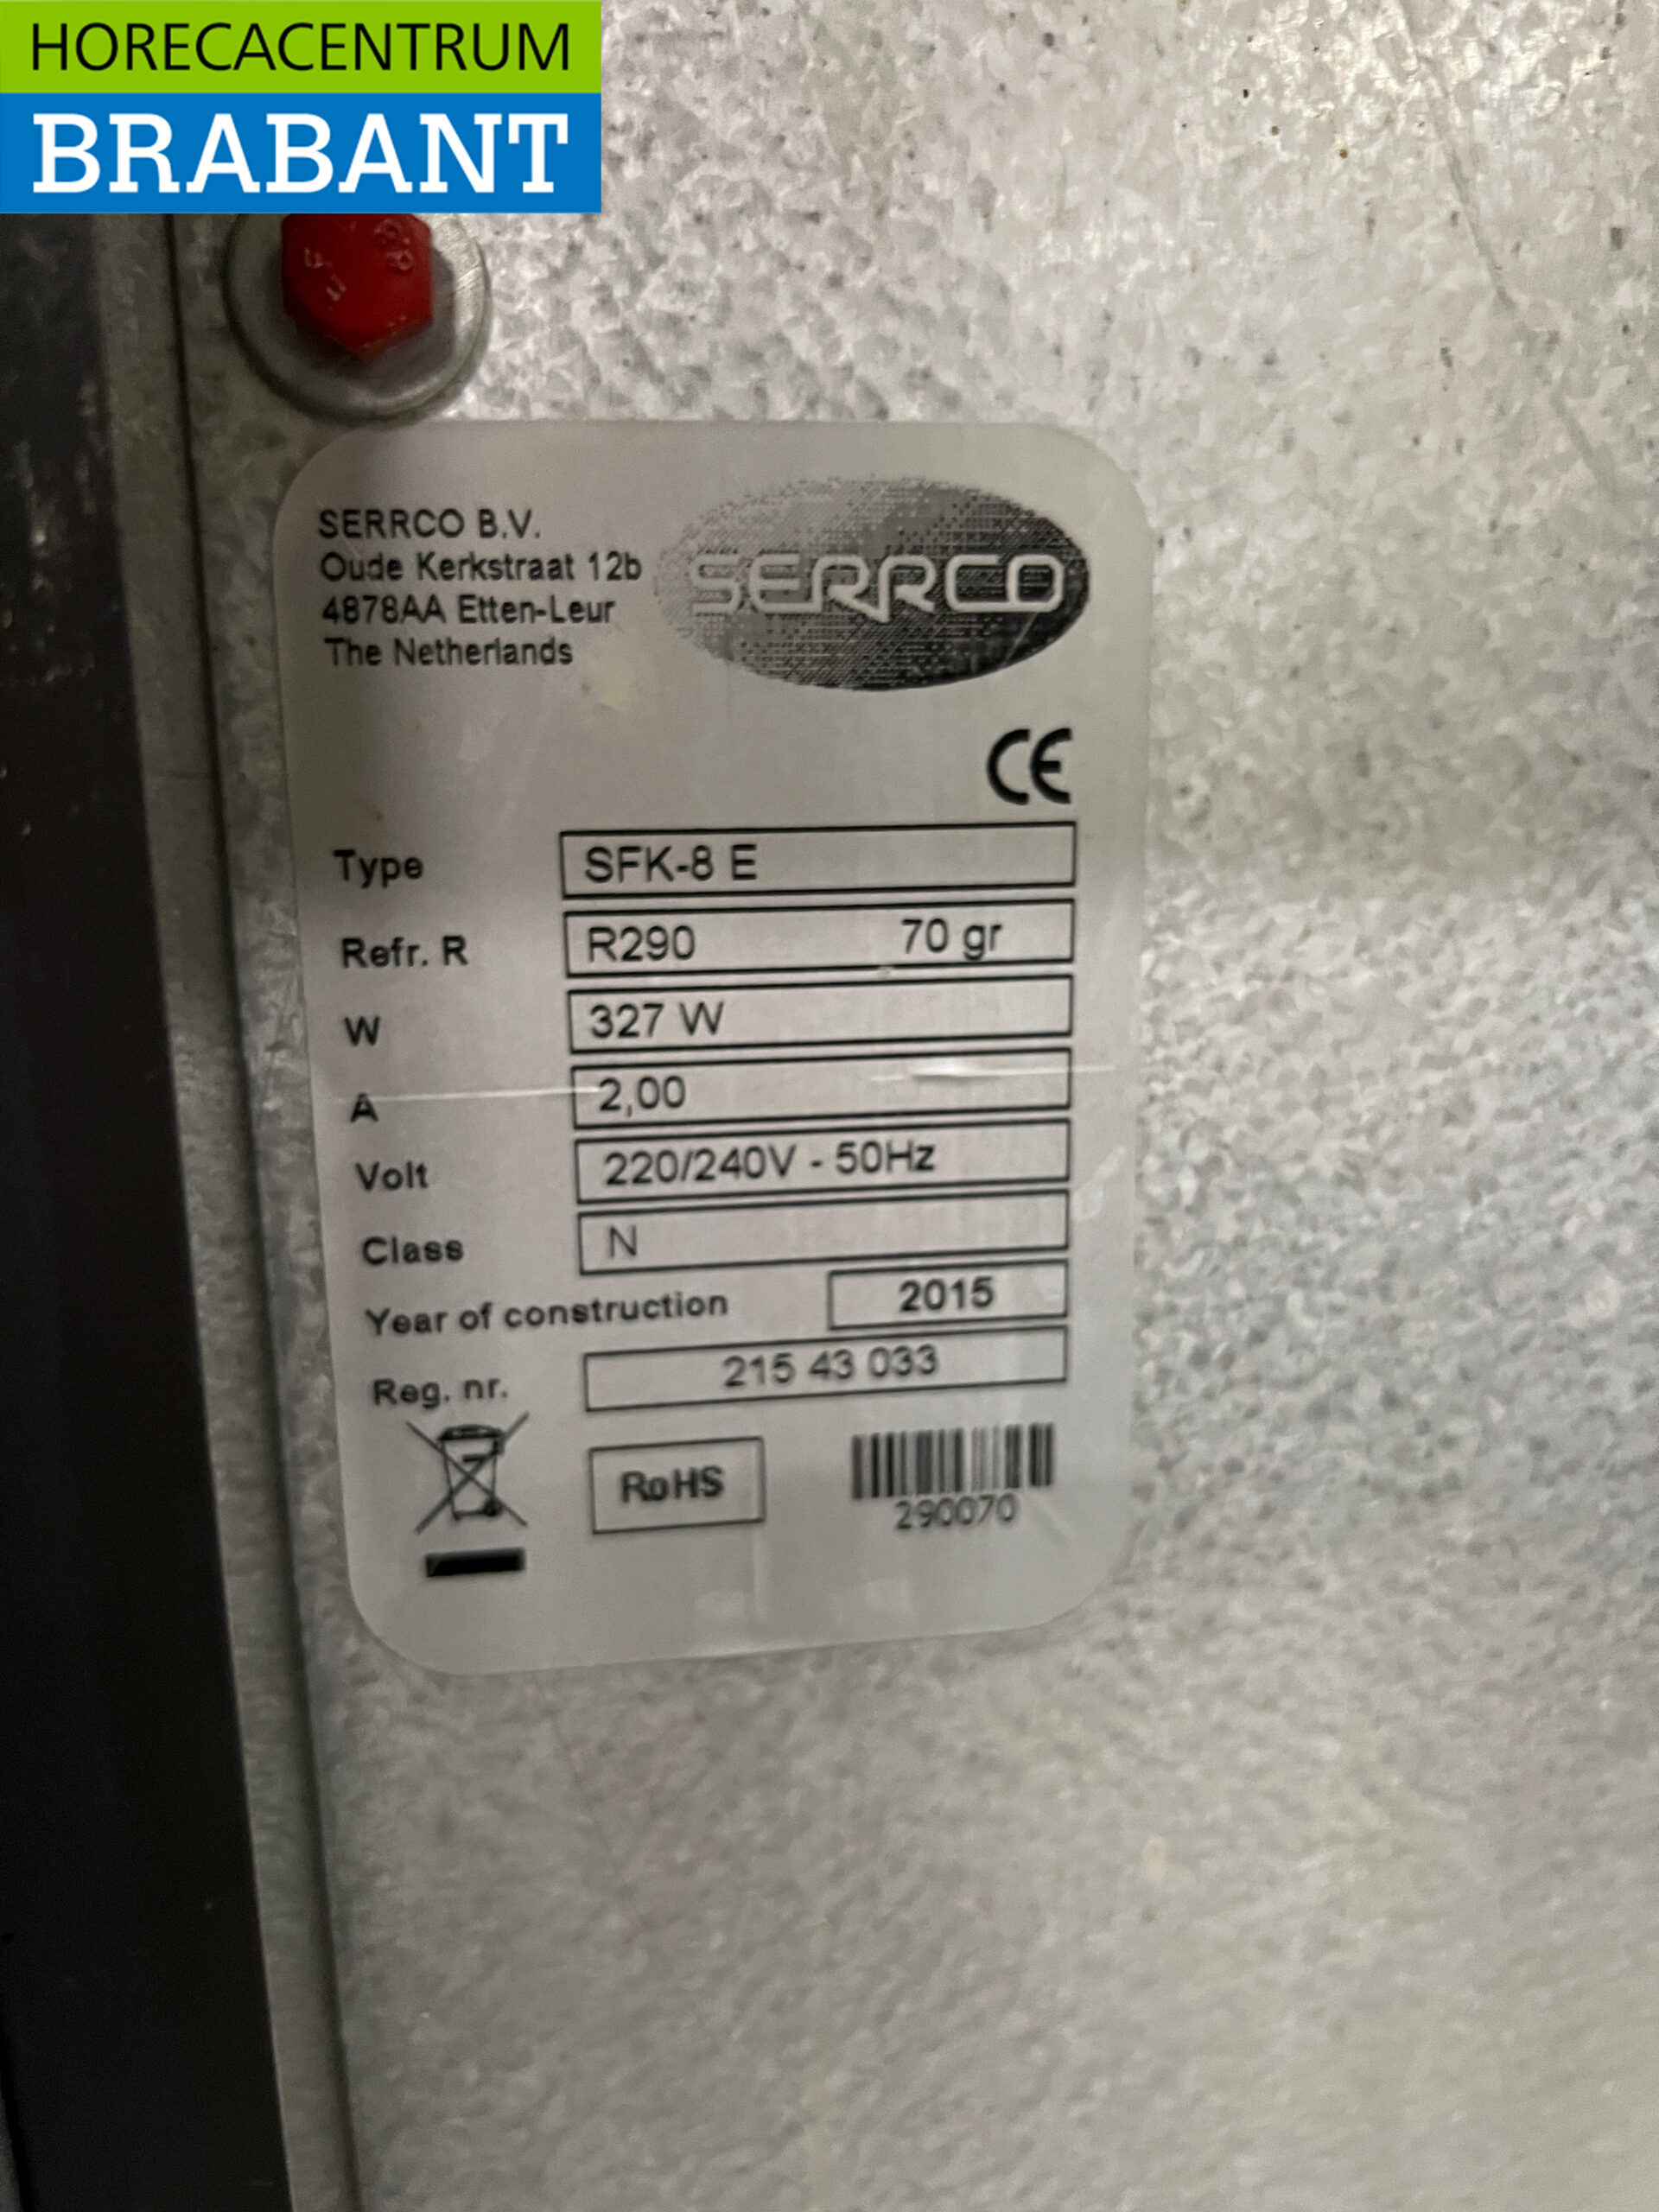 HORECACENTRUM
BRABANT
SERRCO B.V.
Oude Kerkstraat 12b
4878AA Etten-Leur
The Netherlands
SERRCO
CE
Type SFK-8 E
Refr. R R290 70 gr
W 327 W
A 2,00
Volt 220/240V - 50Hz
Class N
Year of construction 2015
Reg. nr. 215 43 033
RoHS
290070